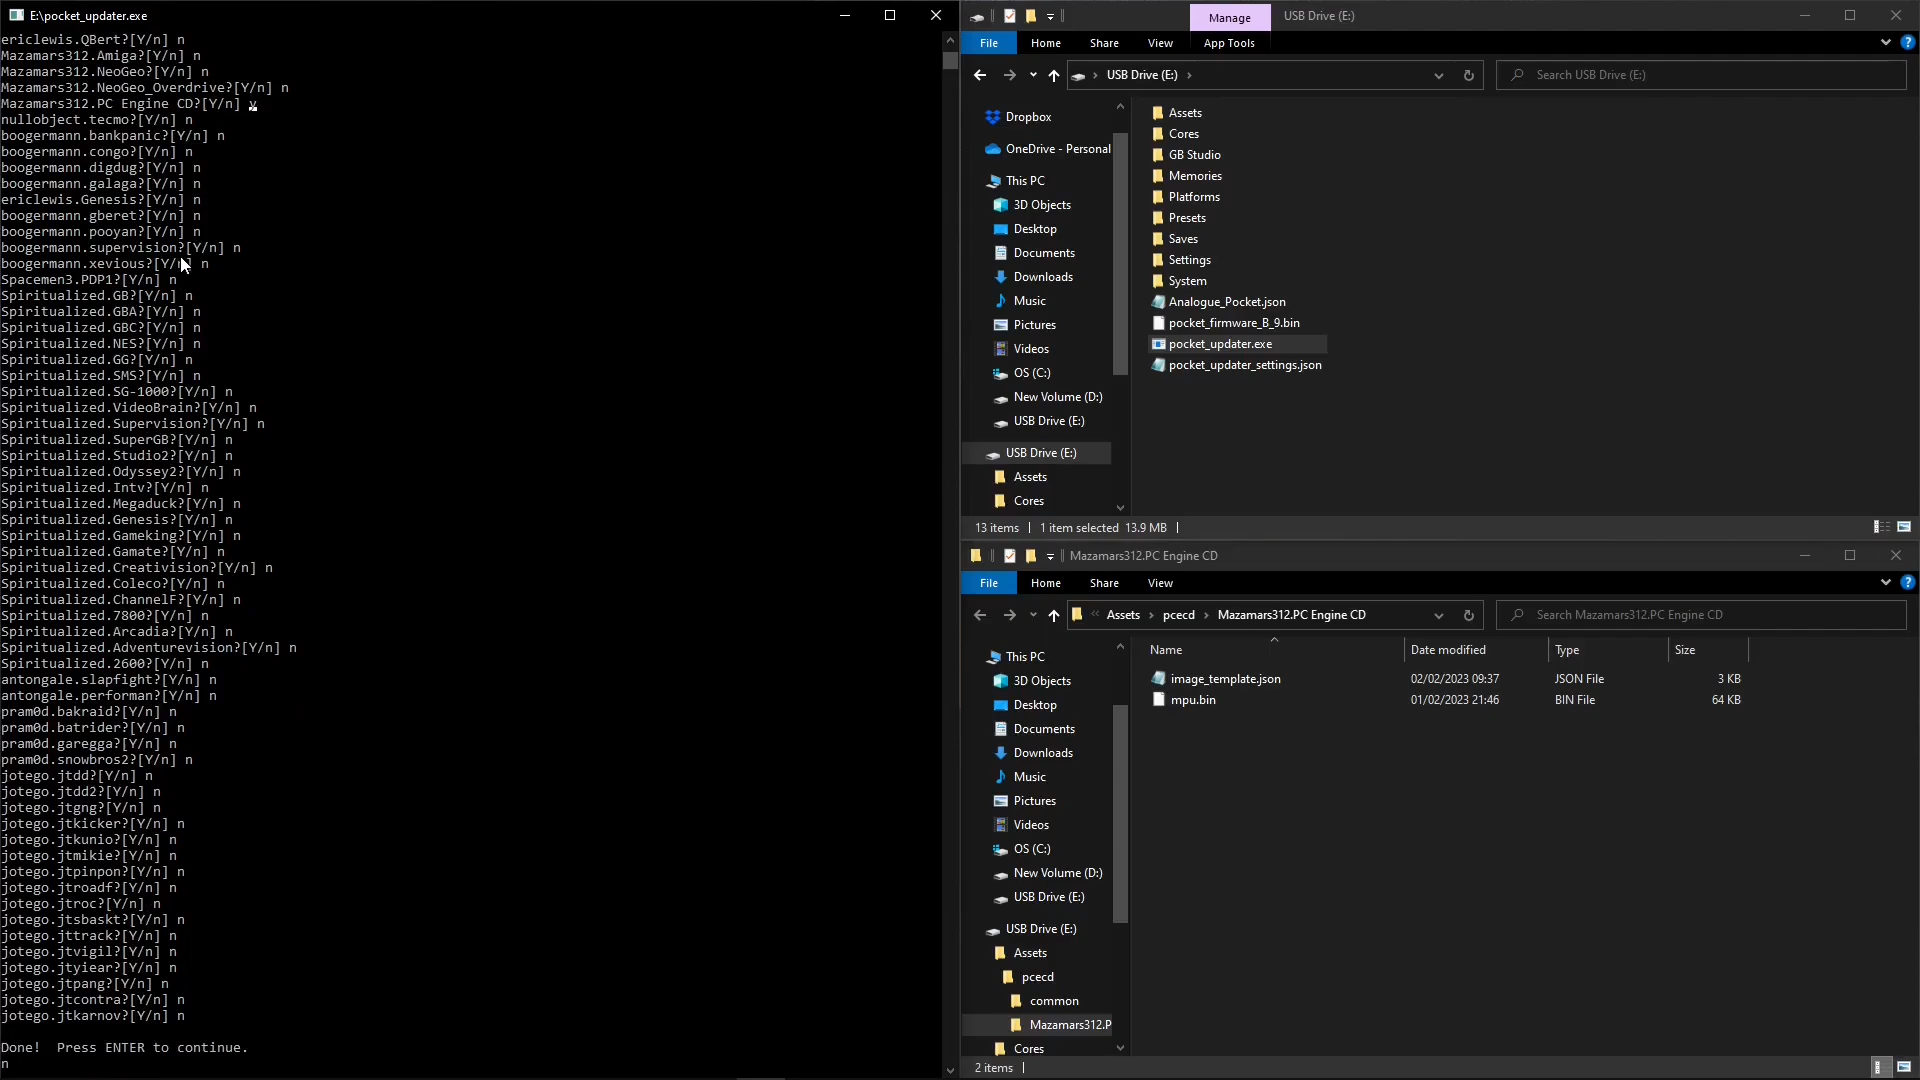 E:\pocket_updater.exe
ericlewis.QBert?[Y/n] n
Mazamars312.Amiga?[Y/n] n
Mazamars312.NeoGeo?[Y/n] n
Mazamars312.NeoGeo_Overdrive?[Y/n] n
Mazamars312.PC Engine CD?[Y/n] y
nullobject.tecmo?[Y/n] n
boogermann.bankpanic?[Y/n] n
boogermann.congo?[Y/n] n
boogermann.digdug?[Y/n] n
boogermann.galaga?[Y/n] n
ericlewis.Genesis?[Y/n] n
boogermann.gberet?[Y/n] n
boogermann.pooyan?[Y/n] n
boogermann.supervision?[Y/n] n
boogermann.xevious?[Y/n] n
Spacemen3.PDP1?[Y/n] n
Spiritualized.GB?[Y/n] n
Spiritualized.GBA?[Y/n] n
Spiritualized.GBC?[Y/n] n
Spiritualized.NES?[Y/n] n
Spiritualized.GG?[Y/n] n
Spiritualized.SMS?[Y/n] n
Spiritualized.SG-1000?[Y/n] n
Spiritualized.VideoBrain?[Y/n] n
Spiritualized.Supervision?[Y/n] n
Spiritualized.SuperGB?[Y/n] n
Spiritualized.Studio2?[Y/n] n
Spiritualized.Odyssey2?[Y/n] n
Spiritualized.Intv?[Y/n] n
Spiritualized.Megaduck?[Y/n] n
Spiritualized.Genesis?[Y/n] n
Spiritualized.Gameking?[Y/n] n
Spiritualized.Gamate?[Y/n] n
Spiritualized.Creativision?[Y/n] n
Spiritualized.Coleco?[Y/n] n
Spiritualized.ChannelF?[Y/n] n
Spiritualized.7800?[Y/n] n
Spiritualized.Arcadia?[Y/n] n
Spiritualized.Adventurevision?[Y/n] n
Spiritualized.2600?[Y/n] n
antongale.slapfight?[Y/n] n
antongale.performan?[Y/n] n
pram0d.bakraid?[Y/n] n
pram0d.batrider?[Y/n] n
pram0d.garegga?[Y/n] n
pram0d.snowbros2?[Y/n] n
jotego.jtdd?[Y/n] n
jotego.jtdd2?[Y/n] n
jotego.jtgng?[Y/n] n
jotego.jtkicker?[Y/n] n
jotego.jtkunio?[Y/n] n
jotego.jtmikie?[Y/n] n
jotego.jtpinpon?[Y/n] n
jotego.jtroadf?[Y/n] n
jotego.jtroc?[Y/n] n
jotego.jtsbaskt?[Y/n] n
jotego.jttrack?[Y/n] n
jotego.jtvigil?[Y/n] n
jotego.jtyiear?[Y/n] n
jotego.jtpang?[Y/n] n
jotego.jtcontra?[Y/n] n
jotego.jtkarnov?[Y/n] n
Done!  Press ENTER to continue.
n
Manage USB Drive (E:)
File Home Share View App Tools
USB Drive (E:) Search USB Drive (E:)
Dropbox
OneDrive - Personal
This PC
3D Objects
Desktop
Documents
Downloads
Music
Pictures
Videos
OS (C:)
New Volume (D:)
USB Drive (E:)
USB Drive (E:)
Assets
Cores
Assets
Cores
GB Studio
Memories
Platforms
Presets
Saves
Settings
System
Analogue_Pocket.json
pocket_firmware_B_9.bin
pocket_updater.exe
pocket_updater_settings.json
13 items 1 item selected 13.9 MB
Mazamars312.PC Engine CD
File Home Share View
« Assets pcecd Mazamars312.PC Engine CD Search Mazamars312.PC Engine CD
This PC
3D Objects
Desktop
Documents
Downloads
Music
Pictures
Videos
OS (C:)
New Volume (D:)
USB Drive (E:)
USB Drive (E:)
Assets
pcecd
common
Mazamars312.P
Cores
Name Date modified Type Size
image_template.json 02/02/2023 09:37 JSON File 3 KB
mpu.bin 01/02/2023 21:46 BIN File 64 KB
2 items